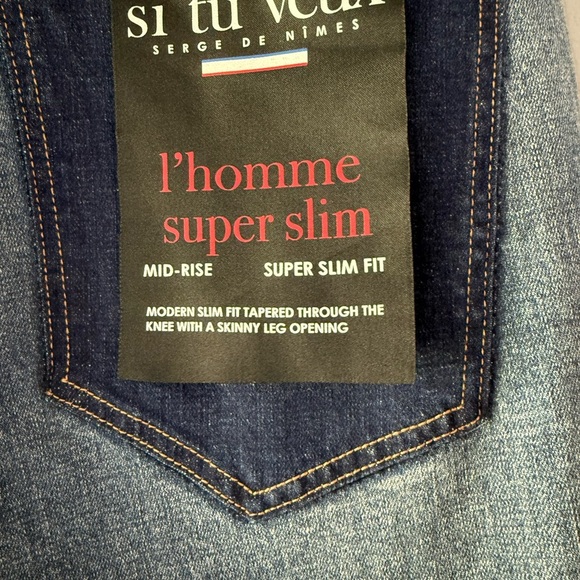 si tu veux
SERGE DE NÎMES
l'homme
super slim
MID-RISE SUPER SLIM FIT
MODERN SLIM FIT TAPERED THROUGH THE
KNEE WITH A SKINNY LEG OPENING